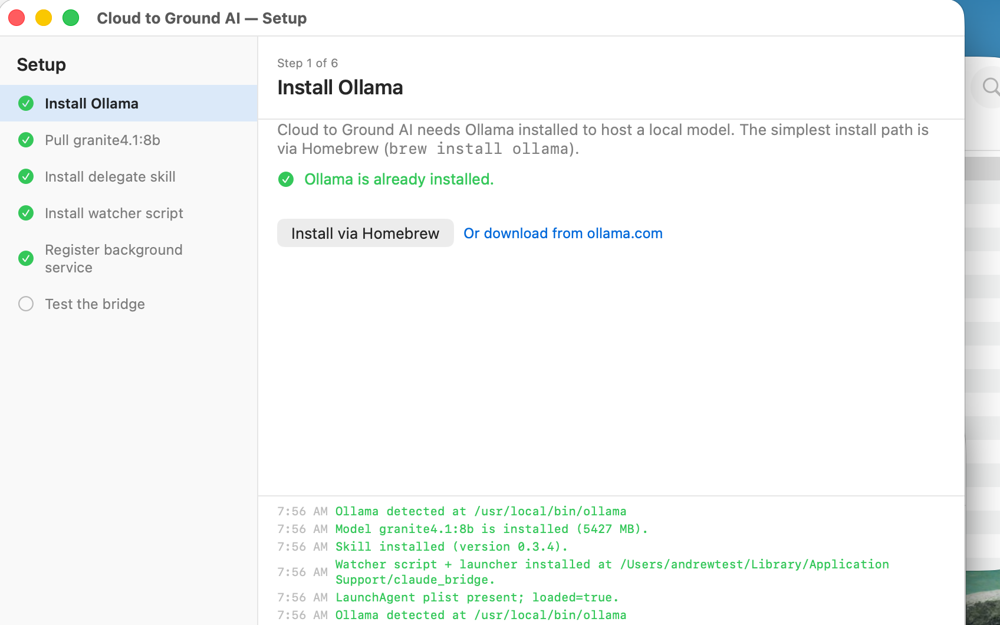 Cloud to Ground AI — Setup
Setup
Install Ollama
Pull granite4.1:8b
Install delegate skill
Install watcher script
Register background
service
Test the bridge
Step 1 of 6
Install Ollama
Cloud to Ground AI needs Ollama installed to host a local model. The simplest install path is
via Homebrew (brew install ollama).
Ollama is already installed.
Install via Homebrew
Or download from ollama.com
7:56 AM Ollama detected at /usr/local/bin/ollama
7:56 AM Model granite4.1:8b is installed (5427 MB).
7:56 AM Skill installed (version 0.3.4).
7:56 AM Watcher script + launcher installed at /Users/andrewtest/Library/Application
Support/claude_bridge.
7:56 AM LaunchAgent plist present; loaded=true.
7:56 AM Ollama detected at /usr/local/bin/ollama